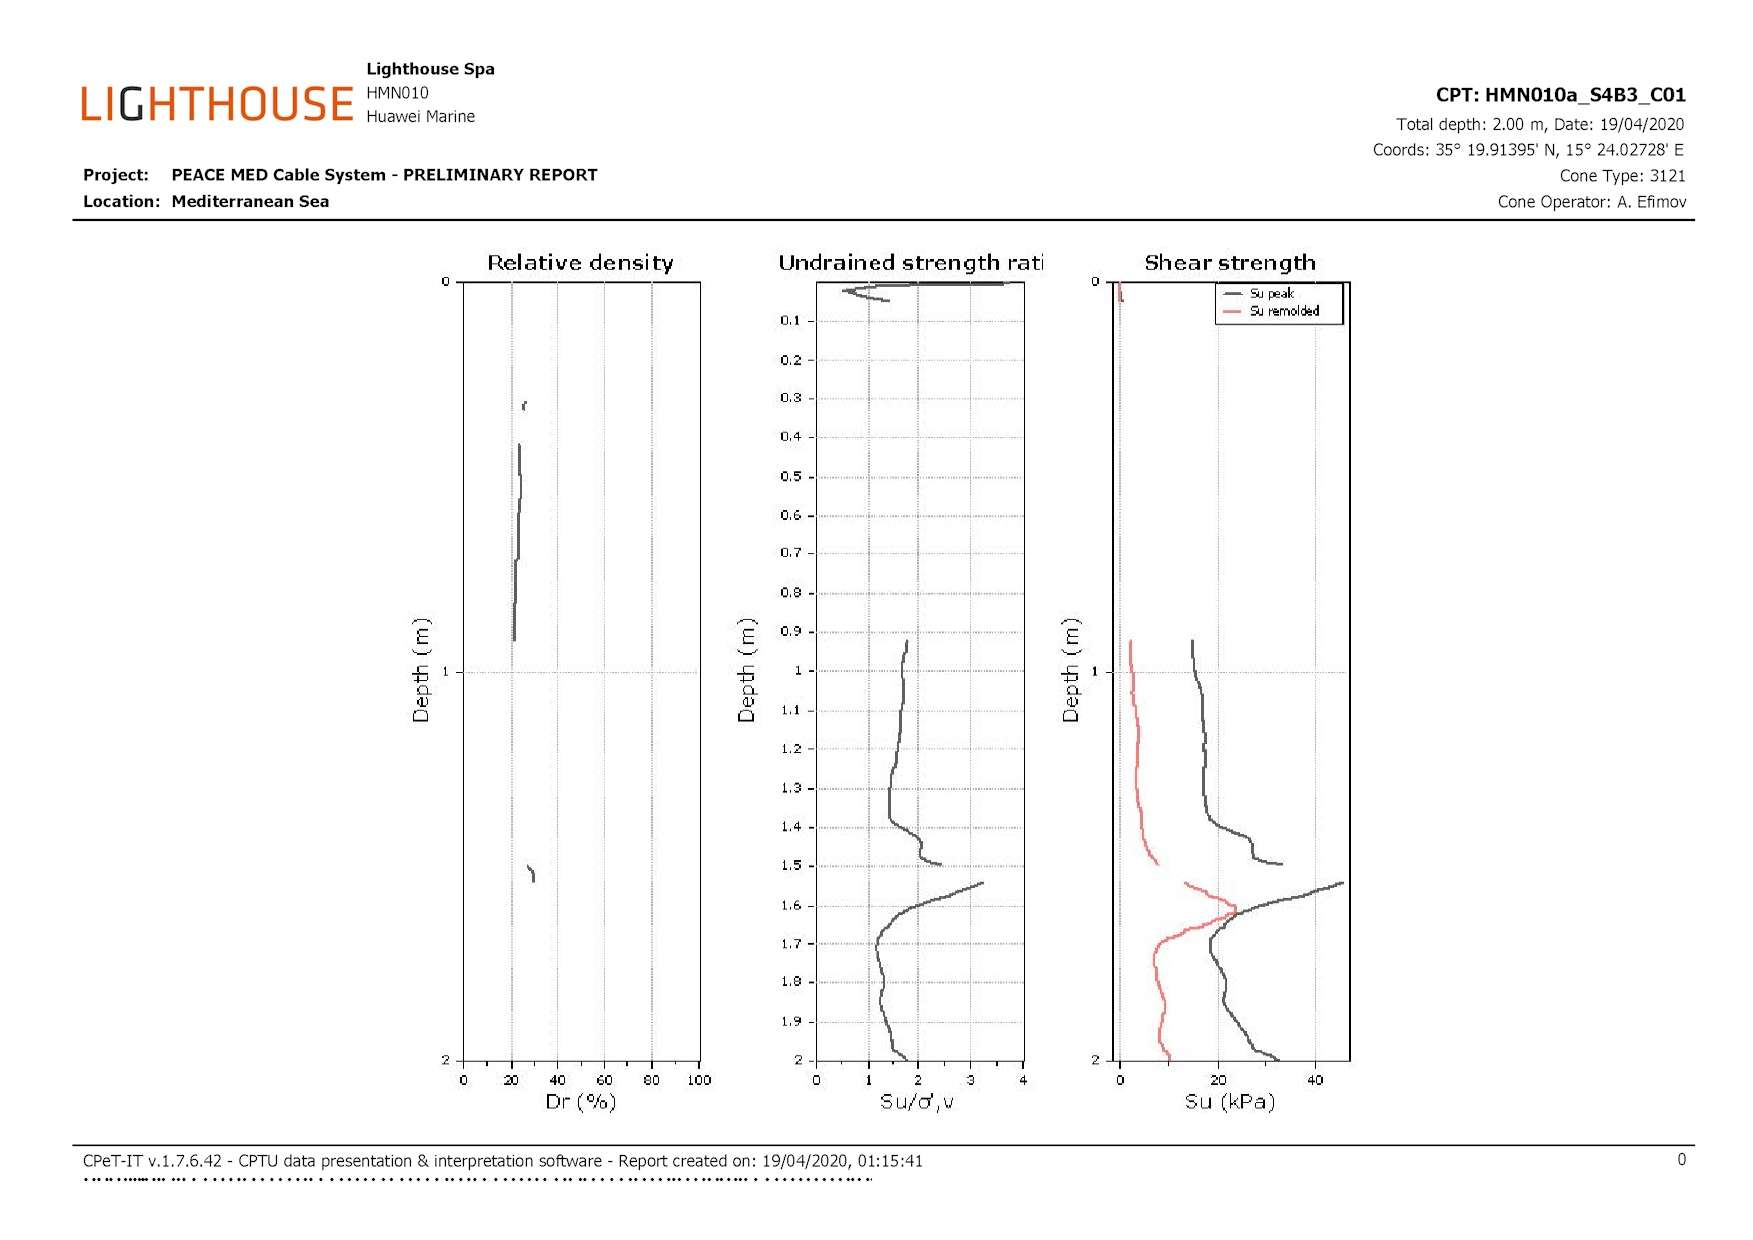 LIGHTHOUSE
Lighthouse Spa
HMN010
Huawei Marine
Project: PEACE MED Cable System - PRELIMINARY REPORT
Location: Mediterranean Sea
CPT: HMN010a_S4B3_C01
Total depth: 2.00 m, Date: 19/04/2020
Coords: 35° 19.91395' N, 15° 24.02728' E
Cone Type: 3121
Cone Operator: A. Efimov
Relative density
0
1
2
Depth (m)
0 20 40 60 80 100
Dr (%)
Undrained strength rati
0.1
0.2
0.3
0.4
0.5
0.6
0.7
0.8
0.9
1
1.1
1.2
1.3
1.4
1.5
1.6
1.7
1.8
1.9
2
Depth (m)
0 1 2 3 4
Su/σ',v
Shear strength
Su peak
Su remolded
0
1
2
Depth (m)
0 20 40
Su (kPa)
CPeT-IT v.1.7.6.42 - CPTU data presentation & interpretation software - Report created on: 19/04/2020, 01:15:41
0